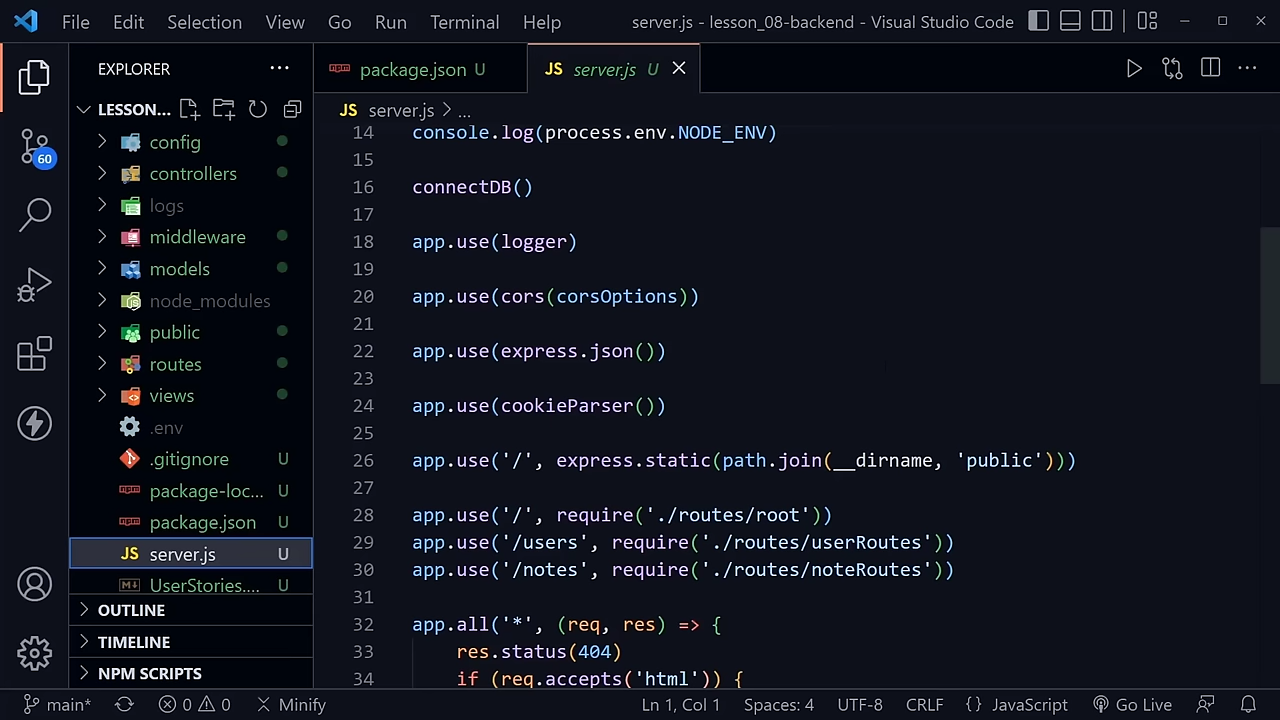 File Edit Selection View Go Run Terminal Help server.js - lesson_08-backend - Visual Studio Code
EXPLORER
package.json U
JS server.js U
LESSON...
JS server.js > ...
config
controllers
logs
middleware
models
node_modules
public
routes
views
.env
.gitignore U
package-loc... U
package.json U
JS server.js U
UserStories.... U
OUTLINE
TIMELINE
NPM SCRIPTS
60
14 console.log(process.env.NODE_ENV)
15
16 connectDB()
17
18 app.use(logger)
19
20 app.use(cors(corsOptions))
21
22 app.use(express.json())
23
24 app.use(cookieParser())
25
26 app.use('/', express.static(path.join(__dirname, 'public')))
27
28 app.use('/', require('./routes/root'))
29 app.use('/users', require('./routes/userRoutes'))
30 app.use('/notes', require('./routes/noteRoutes'))
31
32 app.all('*', (req, res) => {
33 res.status(404)
34 if (req.accepts('html')) {
main* 0 0 Minify Ln 1, Col 1 Spaces: 4 UTF-8 CRLF {} JavaScript Go Live